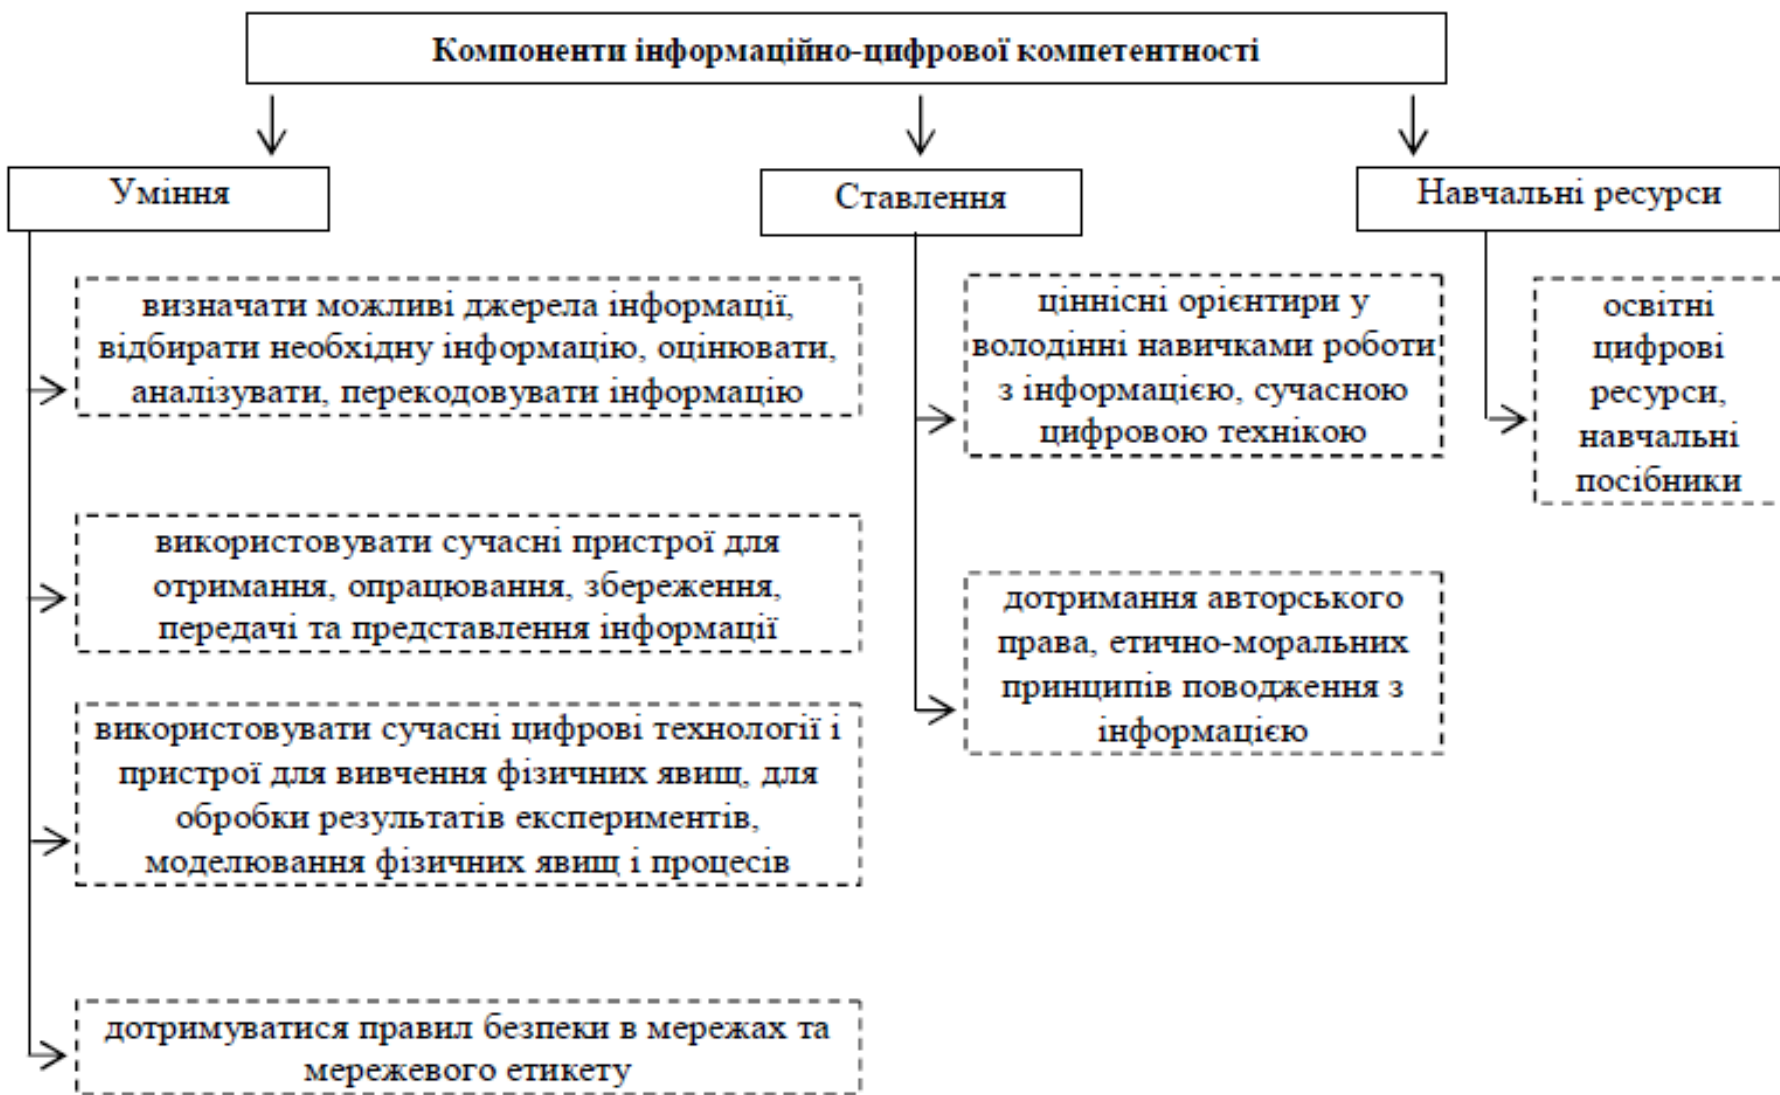 Компоненти інформаційно-цифрової компетентності
Уміння
визначати можливі джерела інформації,
відбирати необхідну інформацію, оцінювати,
аналізувати, перекодовувати інформацію
використовувати сучасні пристрої для
отримання, опрацювання, збереження,
передачі та представлення інформації
використовувати сучасні цифрові технології і
пристрої для вивчення фізичних явищ, для
обробки результатів експериментів,
моделювання фізичних явищ і процесів
дотримуватися правил безпеки в мережах та
мережевого етикету
Ставлення
ціннісні орієнтири у
володінні навичками роботи
з інформацією, сучасною
цифровою технікою
дотримання авторського
права, етично-моральних
принципів поводження з
інформацією
Навчальні ресурси
освітні
цифрові
ресурси,
навчальні
посібники